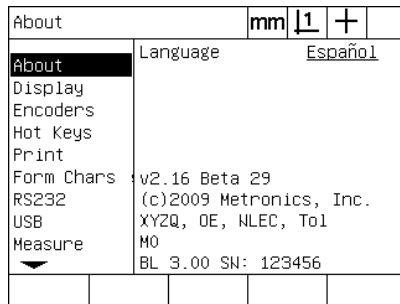 About mm 1
About
Display
Encoders
Hot Keys
Print
Form Chars
RS232
USB
Measure
Language Español
v2.16 Beta 29
(c)2009 Metronics, Inc.
XYZQ, OE, NLEC, Tol
M0
BL 3.00 SN: 123456